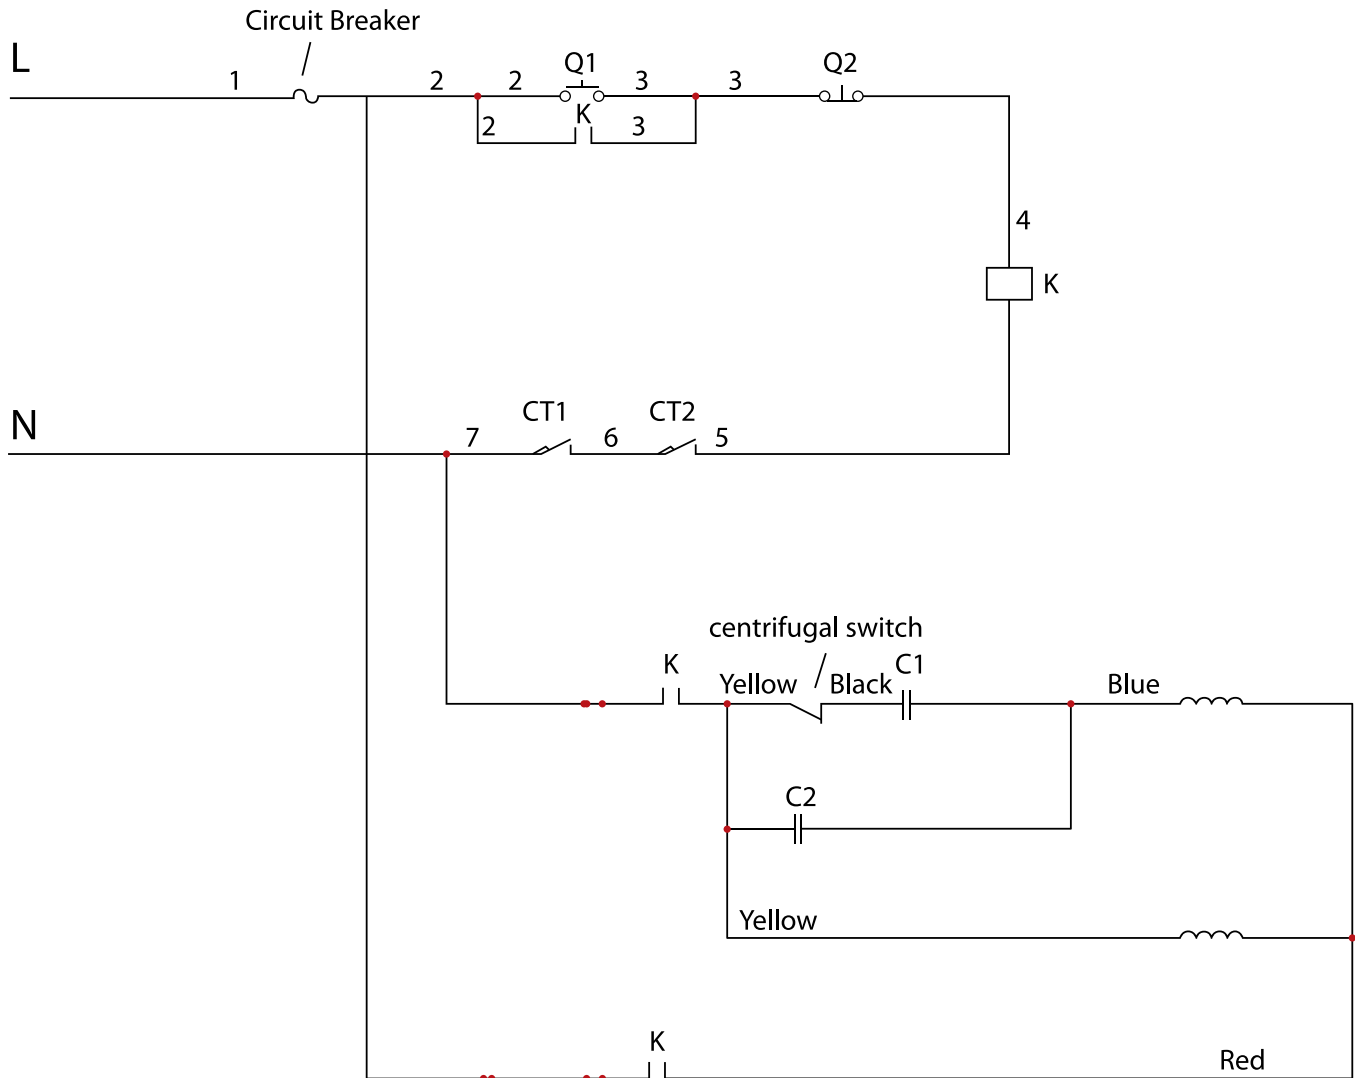 Circuit Breaker
L
1 2 2 Q1 3 3 Q2
2 K 3
4
K
N
7 CT1 6 CT2 5
centrifugal switch
K Yellow Black C1 Blue
C2
Yellow
K Red